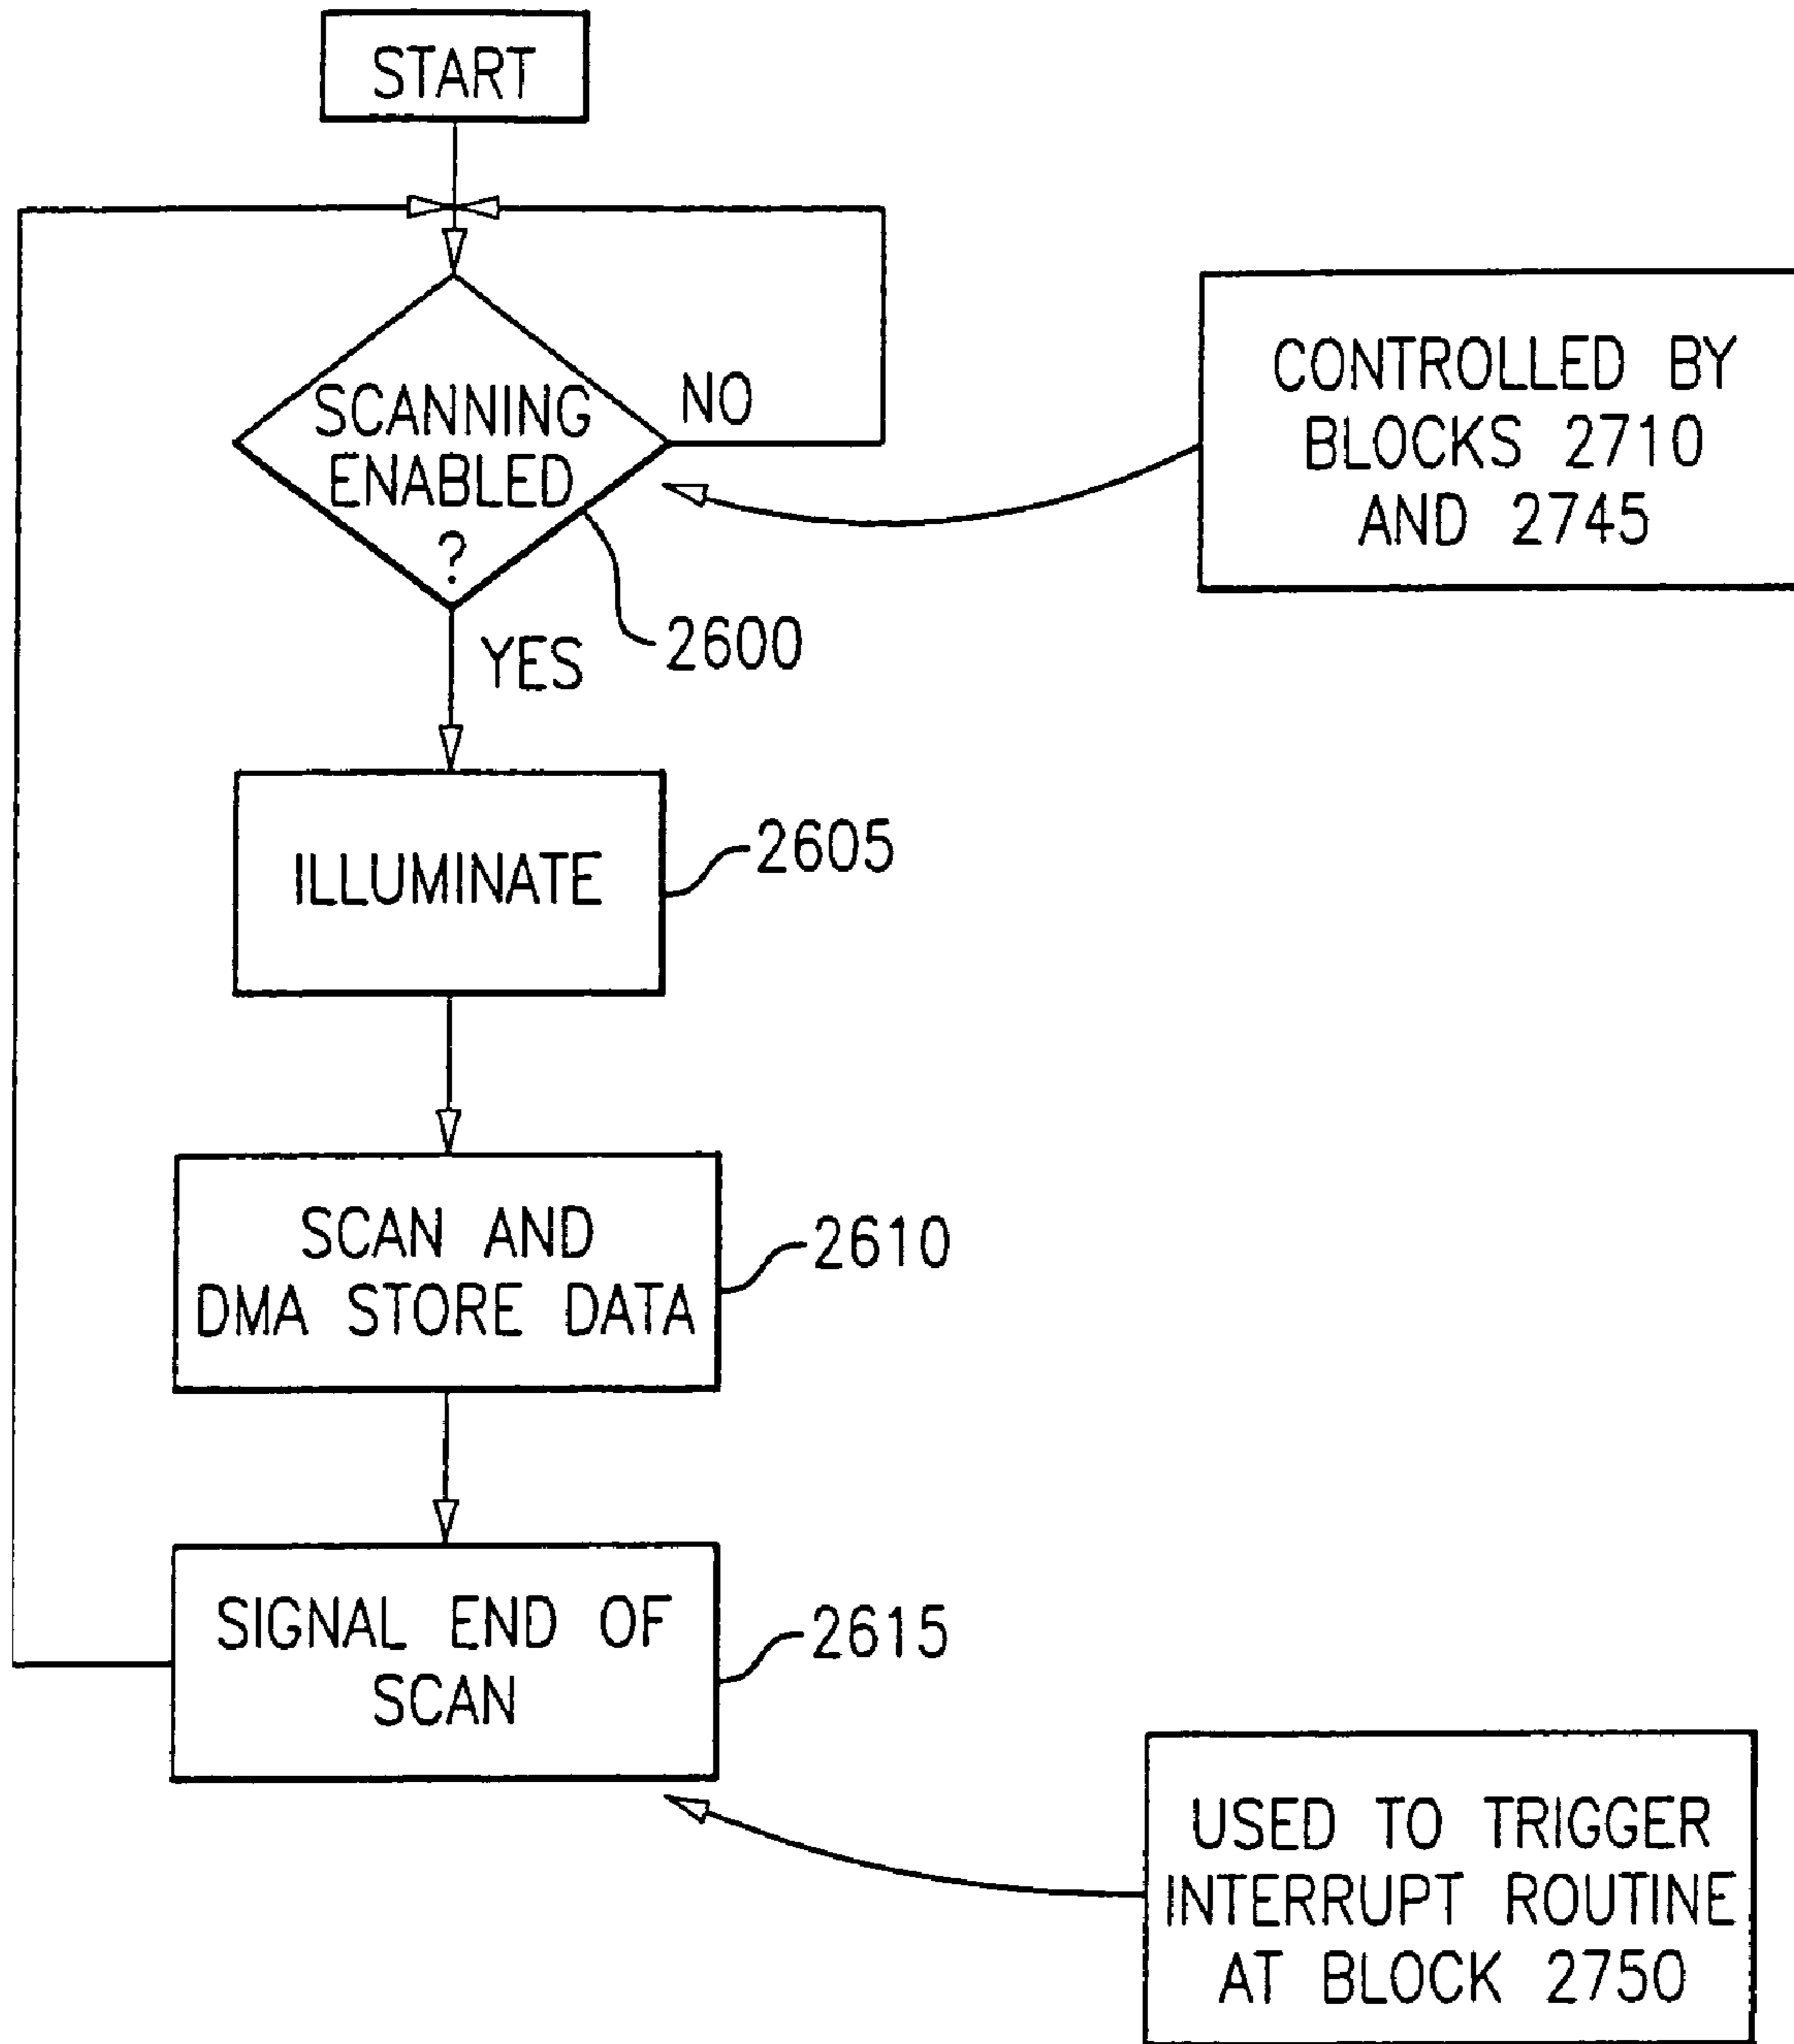 START
SCANNING
ENABLED
?
NO
YES
2600
CONTROLLED BY
BLOCKS 2710
AND 2745
ILLUMINATE
2605
SCAN AND
DMA STORE DATA
2610
SIGNAL END OF
SCAN
2615
USED TO TRIGGER
INTERRUPT ROUTINE
AT BLOCK 2750